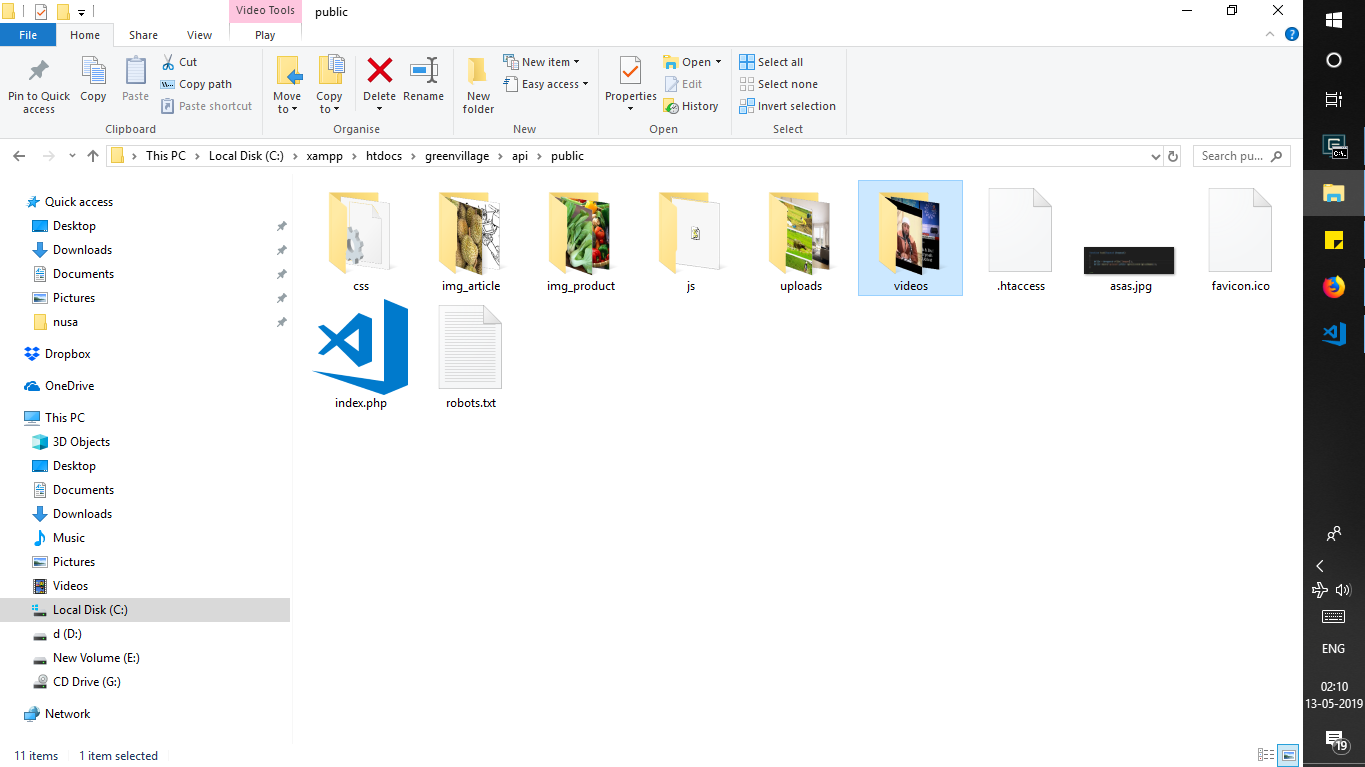 Video Tools
public
File
Home
Share
View
Play
Pin to Quick
access
Copy
Paste
Cut
Copy path
Paste shortcut
Clipboard
Move
to
Copy
to
Delete
Rename
Organise
New
folder
New item
Easy access
New
Properties
Open
Edit
History
Open
Select all
Select none
Invert selection
Select
This PC
Local Disk (C:)
xampp
htdocs
greenvillage
api
public
Search pu...
Quick access
Desktop
Downloads
Documents
Pictures
nusa
Dropbox
OneDrive
This PC
3D Objects
Desktop
Documents
Downloads
Music
Pictures
Videos
Local Disk (C:)
d (D:)
New Volume (E:)
CD Drive (G:)
Network
css
img_article
img_product
js
uploads
videos
.htaccess
asas.jpg
favicon.ico
index.php
robots.txt
11 items
1 item selected
ENG
02:10
13-05-2019
19